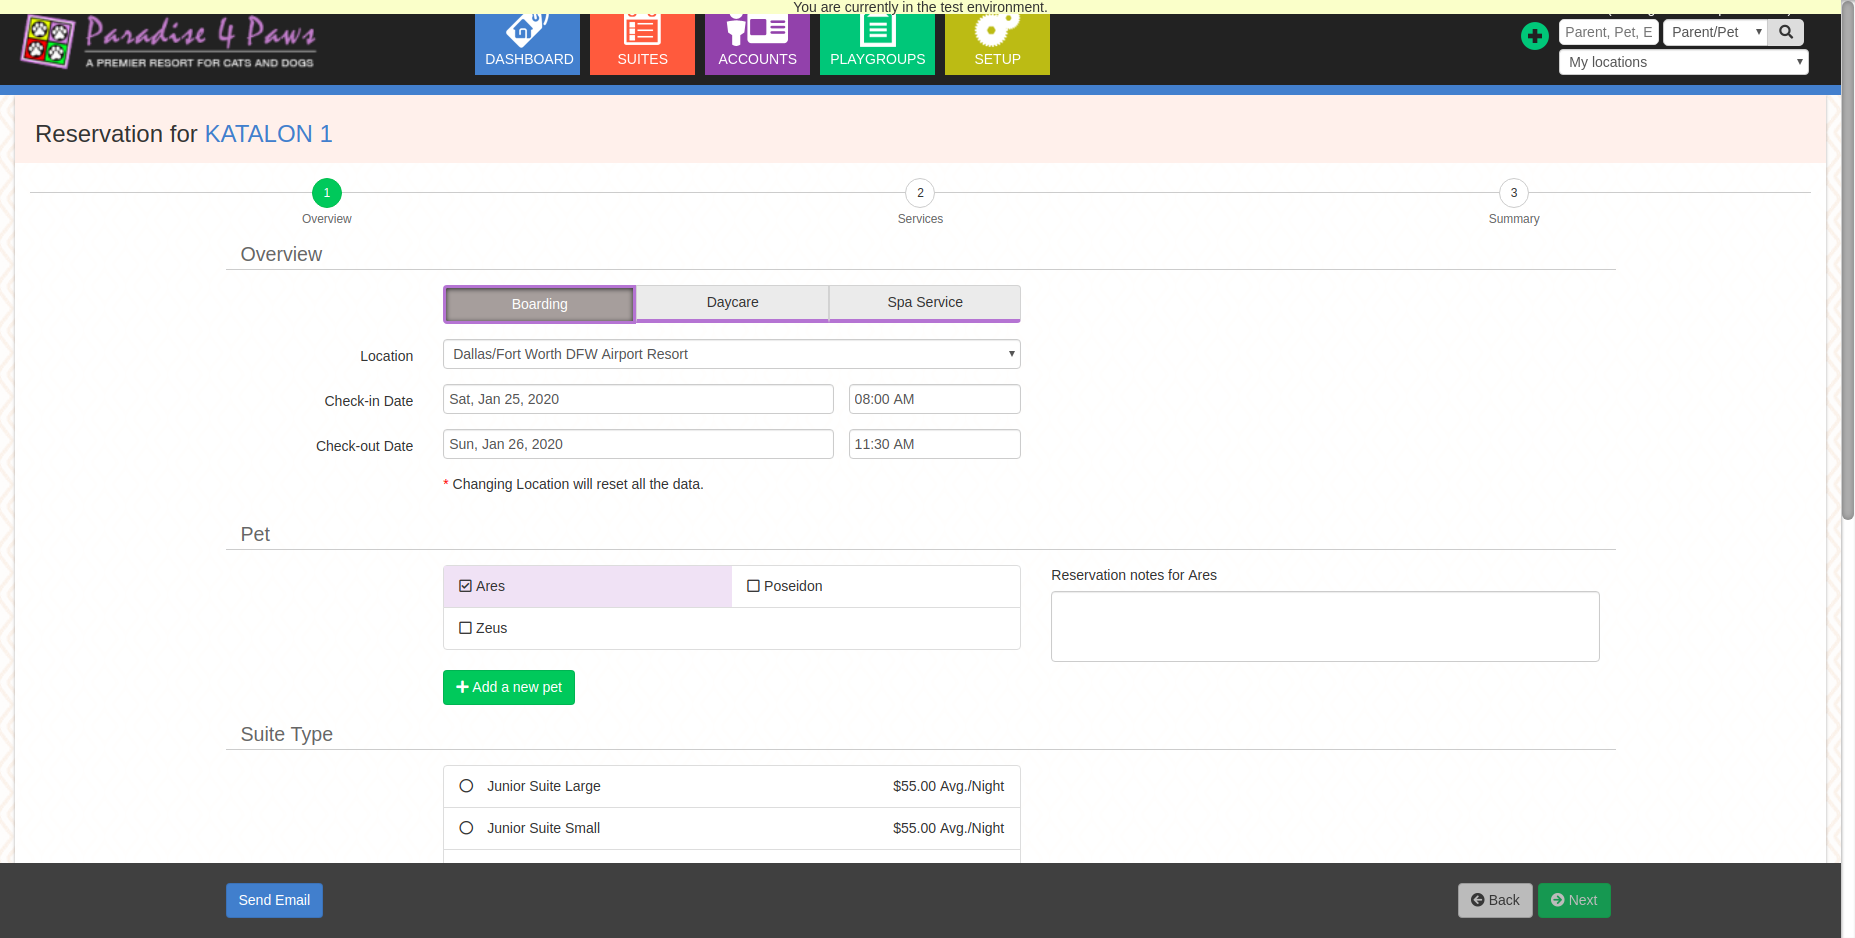 You are currently in the test environment.
Paradise 4 Paws
A PREMIER RESORT FOR CATS AND DOGS
DASHBOARD
SUITES
ACCOUNTS
PLAYGROUPS
SETUP
Parent, Pet, E
Parent/Pet
My locations
Reservation for KATALON 1
1
2
3
Overview
Services
Summary
Overview
Boarding
Daycare
Spa Service
Location
Dallas/Fort Worth DFW Airport Resort
Check-in Date
Sat, Jan 25, 2020
08:00 AM
Check-out Date
Sun, Jan 26, 2020
11:30 AM
* Changing Location will reset all the data.
Pet
Ares
Poseidon
Zeus
Reservation notes for Ares
Add a new pet
Suite Type
Junior Suite Large
$55.00 Avg./Night
Junior Suite Small
$55.00 Avg./Night
Send Email
Back
Next